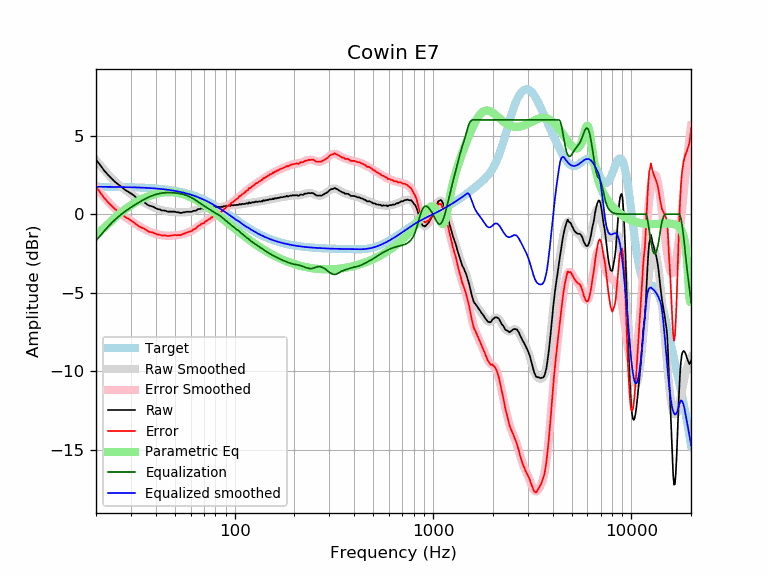 Cowin E7
Amplitude (dBr)
5
0
−5
−10
−15
Target
Raw Smoothed
Error Smoothed
Raw
Error
Parametric Eq
Equalization
Equalized smoothed
100
1000
10000
Frequency (Hz)